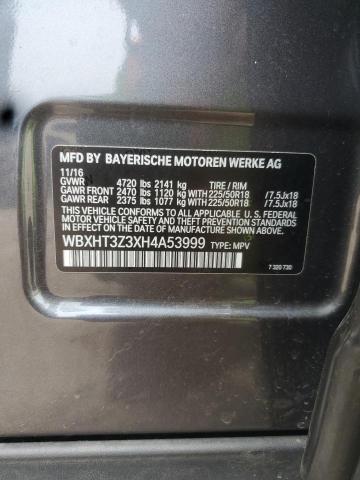 MFD BY BAYERISCHE MOTOREN WERKE AG
11/16
GVWR 4720 lbs 2141 kg TIRE / RIM
GAWR FRONT 2470 lbs 1120 kg WITH 225/50R18 /7.5Jx18
GAWR REAR 2375 lbs 1077 kg WITH 225/50R18 /7.5Jx18
THIS VEHICLE CONFORMS TO ALL APPLICABLE U.S. FEDERAL
MOTOR VEHICLE SAFETY, BUMPER, AND THEFT PREVENTION
STANDARDS IN EFFECT ON THE DATE OF MANUFACTURE
SHOWN ABOVE.
WBXHT3Z3XH4A53999 TYPE: MPV
7 320 730